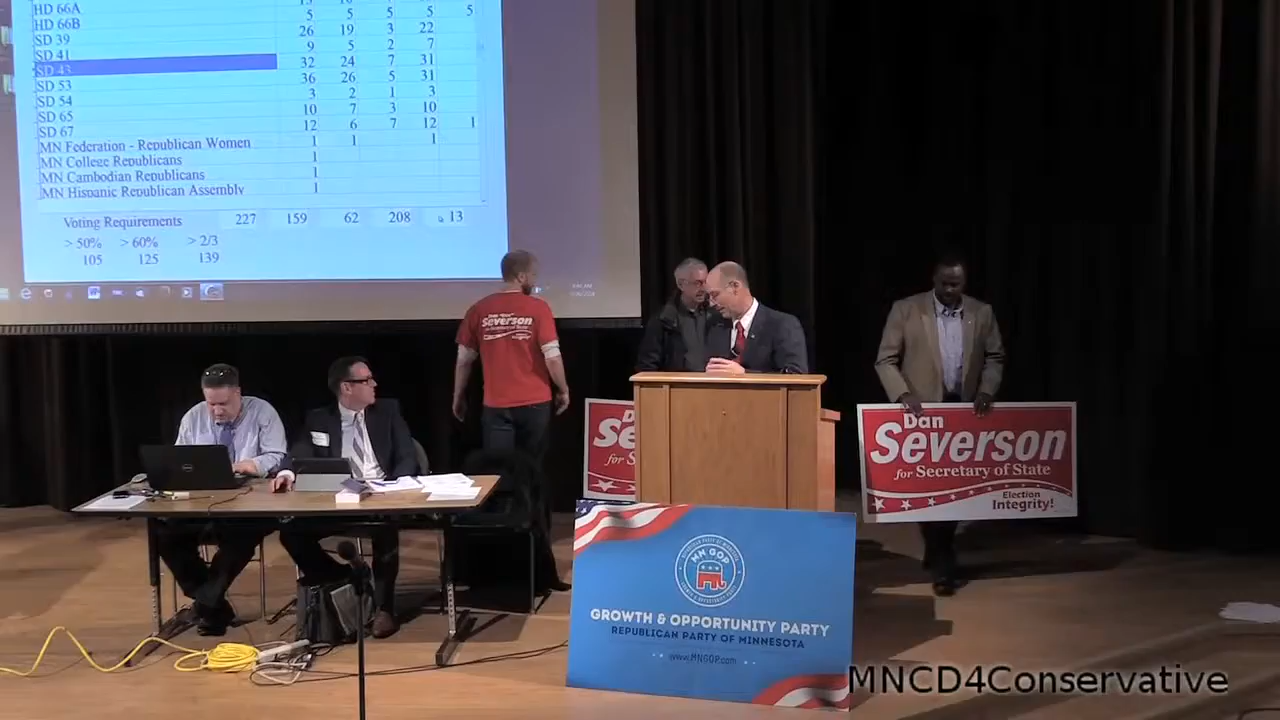 HD 66A
HD 66B 5 5 5 5 5
SD 39 26 19 3 22
SD 41 9 5 2 7
SD 43 32 24 7 31
SD 53 36 26 5 31
SD 54 3 2 1 3
SD 65 10 7 3 10
SD 67 12 6 7 12 1
MN Federation - Republican Women 1 1 1
MN College Republicans 1
MN Cambodian Republicans 1
MN Hispanic Republican Assembly 1
Voting Requirements 227 159 62 208 13
> 50% > 60% > 2/3
105 125 139
Severson
Dan
Severson
for Secretary of State
Election
Integrity!
D
Se
for S
MN GOP
GROWTH & OPPORTUNITY PARTY
REPUBLICAN PARTY OF MINNESOTA
www.MNGOP.com
MNCD4Conservative